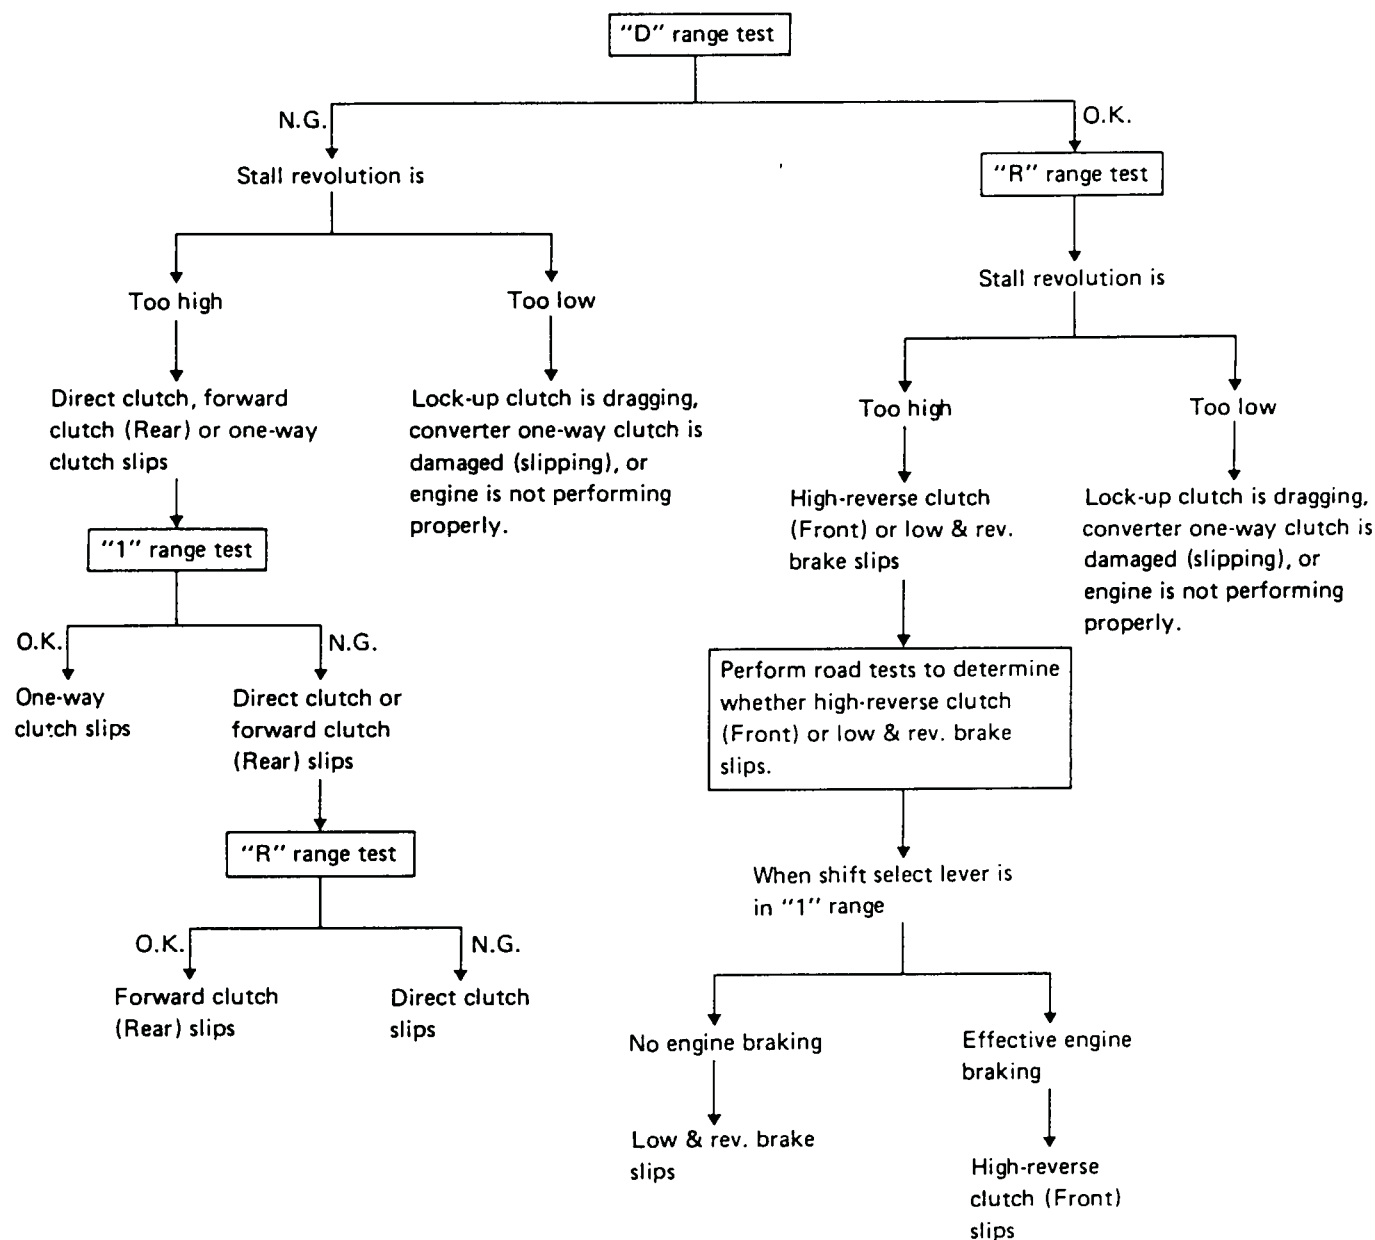 "D" range test
N.G.
O.K.
Stall revolution is
"R" range test
Too high
Too low
Stall revolution is
Direct clutch, forward
clutch (Rear) or one-way
clutch slips
Lock-up clutch is dragging,
converter one-way clutch is
damaged (slipping), or
engine is not performing
properly.
Too high
Too low
"1" range test
High-reverse clutch
(Front) or low & rev.
brake slips
Lock-up clutch is dragging,
converter one-way clutch is
damaged (slipping), or
engine is not performing
properly.
O.K.
N.G.
One-way
clutch slips
Direct clutch or
forward clutch
(Rear) slips
Perform road tests to determine
whether high-reverse clutch
(Front) or low & rev. brake
slips.
"R" range test
When shift select lever is
in "1" range
O.K.
N.G.
Forward clutch
(Rear) slips
Direct clutch
slips
No engine braking
Effective engine
braking
Low & rev. brake
slips
High-reverse
clutch (Front)
slips